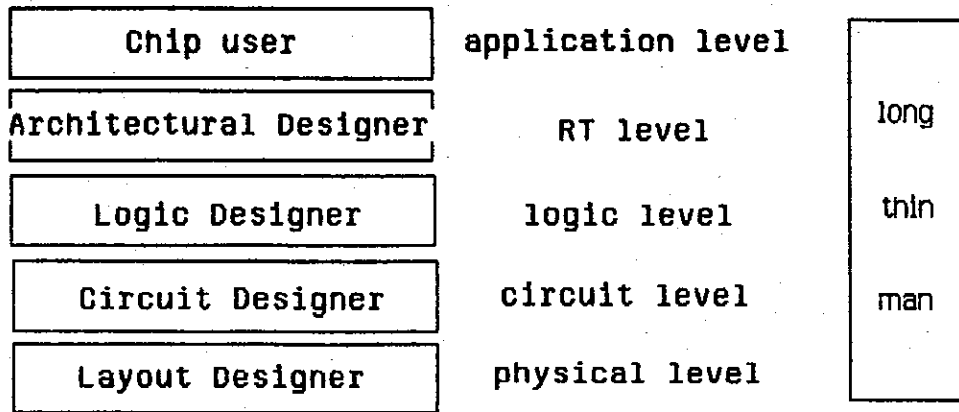 Chip user application level
Architectural Designer RT level
long
Logic Designer logic level
thin
Circuit Designer circuit level
man
Layout Designer physical level